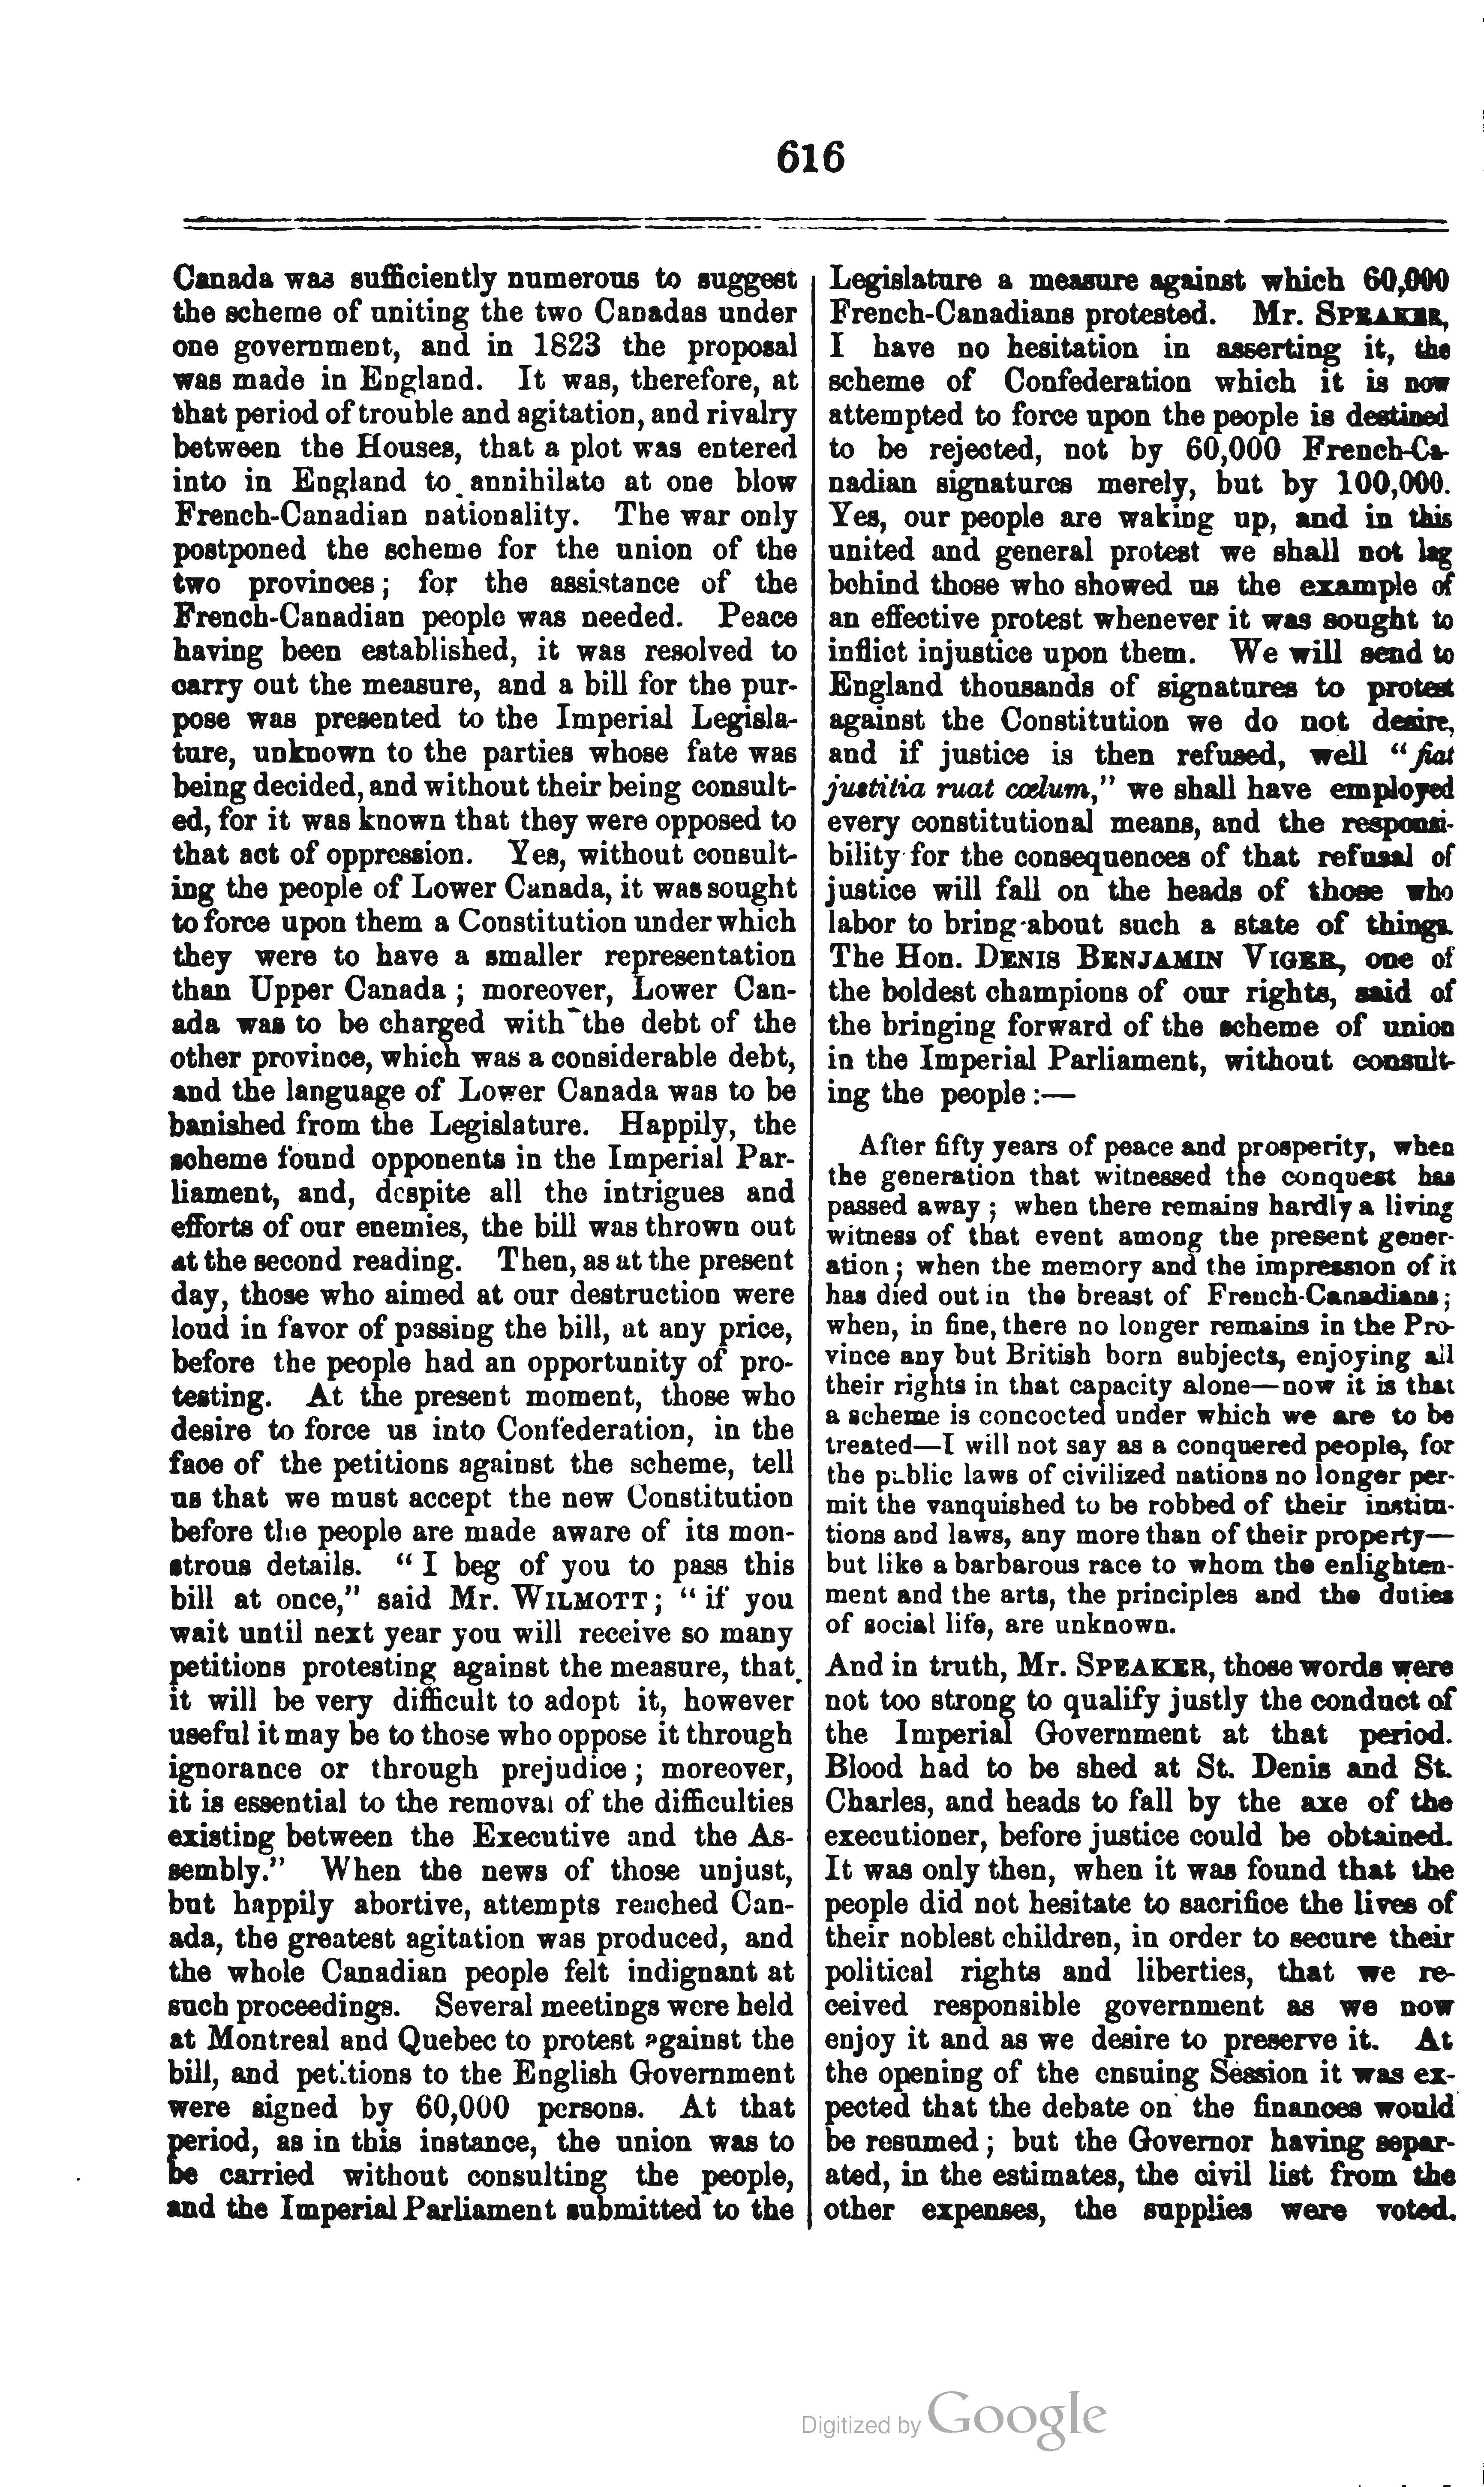 616
Canada was sufficiently numerous to suggest
the scheme of uniting the two Canadas under
one government, and in 1823 the proposal
was made in England. It was, therefore, at
that period of trouble and agitation, and rivalry
between the Houses, that a plot was entered
into in England to annihilate at one blow
French-Canadian nationality. The war only
postponed the scheme for the union of the
two provinces; for the assistance of the
French-Canadian people was needed. Peace
having been established, it was resolved to
carry out the measure, and a bill for the pur-
pose was presented to the Imperial Legisla-
ture, unknown to the parties whose fate was
being decided, and without their being consult-
ed, for it was known that they were opposed to
that act of oppression. Yes, without consult-
ing the people of Lower Canada, it was sought
to force upon them a Constitution under which
they were to have a smaller representation
than Upper Canada; moreover, Lower Can-
ada was to be charged with the debt of the
other province, which was a considerable debt,
and the language of Lower Canada was to be
banished from the Legislature. Happily, the
scheme found opponents in the Imperial Par-
liament, and, despite all the intrigues and
efforts of our enemies, the bill was thrown out
at the second reading. Then, as at the present
day, those who aimed at our destruction were
loud in favor of passing the bill, at any price,
before the people had an opportunity of pro-
testing. At the present moment, those who
desire to force us into Confederation, in the
face of the petitions against the scheme, tell
us that we must accept the new Constitution
before the people are made aware of its mon-
strous details. "I beg of you to pass this
bill at once," said Mr. WILMOTT; "if you
wait until next year you will receive so many
petitions protesting against the measure, that
it will be very difficult to adopt it, however
useful it may be to those who oppose it through
ignorance or through prejudice; moreover,
it is essential to the removal of the difficulties
existing between the Executive and the As-
sembly." When the news of those unjust,
but happily abortive, attempts reached Can-
ada, the greatest agitation was produced, and
the whole Canadian people felt indignant at
such proceedings. Several meetings were held
at Montreal and Quebec to protest against the
bill, and petitions to the English Government
were signed by 60,000 persons. At that
period, as in this instance, the union was to
be carried without consulting the people,
and the Imperial Parliament submitted to the
Legislature a measure against which 60,000
French-Canadians protested. Mr. SPEAKER,
I have no hesitation in asserting it, the
scheme of Confederation which it is now
attempted to force upon the people is destined
to be rejected, not by 60,000 French-Ca-
nadian signatures merely, but by 100,000.
Yes, our people are waking up, and in this
united and general protest we shall not lag
behind those who showed us the example of
an effective protest whenever it was sought to
inflict injustice upon them. We will send to
England thousands of signatures to protest
against the Constitution we do not desire,
and if justice is then refused, well "fiat
justitia ruat cœlum," we shall have employed
every constitutional means, and the responsi-
bility for the consequences of that refusal of
justice will fall on the heads of those who
labor to bring about such a state of things.
The Hon. DENIS BENJAMIN VIGER, one of
the boldest champions of our rights, said of
the bringing forward of the scheme of union
in the Imperial Parliament, without consult-
ing the people:—
After fifty years of peace and prosperity, when
the generation that witnessed the conquest has
passed away; when there remains hardly a living
witness of that event among the present gener-
ation; when the memory and the impression of it
has died out in the breast of French-Canadians;
when, in fine, there no longer remains in the Pro-
vince any but British born subjects, enjoying all
their rights in that capacity alone—now it is that
a scheme is concocted under which we are to be
treated—I will not say as a conquered people, for
the public laws of civilized nations no longer per-
mit the vanquished to be robbed of their institu-
tions and laws, any more than of their property—
but like a barbarous race to whom the enlighten-
ment and the arts, the principles and the duties
of social life, are unknown.
And in truth, Mr. SPEAKER, those words were
not too strong to qualify justly the conduct of
the Imperial Government at that period.
Blood had to be shed at St. Denis and St.
Charles, and heads to fall by the axe of the
executioner, before justice could be obtained.
It was only then, when it was found that the
people did not hesitate to sacrifice the lives of
their noblest children, in order to secure their
political rights and liberties, that we re-
ceived responsible government as we now
enjoy it and as we desire to preserve it. At
the opening of the ensuing Session it was ex-
pected that the debate on the finances would
be resumed; but the Governor having separ-
ated, in the estimates, the civil list from the
other expenses, the supplies were voted.
Digitized by Google